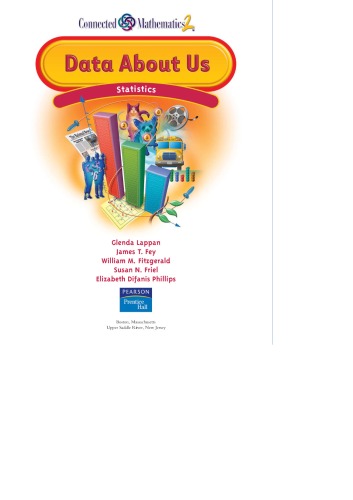 Connected Mathematics 2
Data About Us
Statistics
Glenda Lappan
James T. Fey
William M. Fitzgerald
Susan N. Friel
Elizabeth Difanis Phillips
PEARSON
Prentice
Hall
Boston, Massachusetts
Upper Saddle River, New Jersey